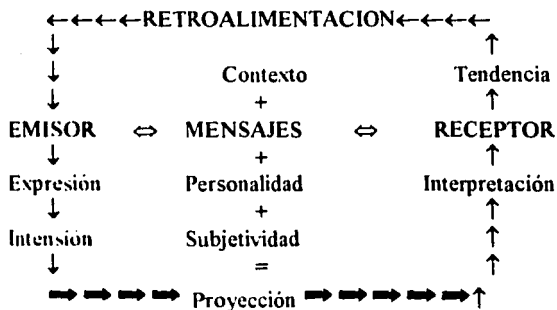 ←←←←RETROALIMENTACION←←←←
↓ ↑
↓ Contexto Tendencia
↓ + ↑
EMISOR ⇔ MENSAJES ⇔ RECEPTOR
↓ + ↑
Expresión Personalidad Interpretación
↓ + ↑
Intensión Subjetividad ↑
↓ = ↑
➡➡➡➡ Proyección ➡➡➡➡➡➡↑